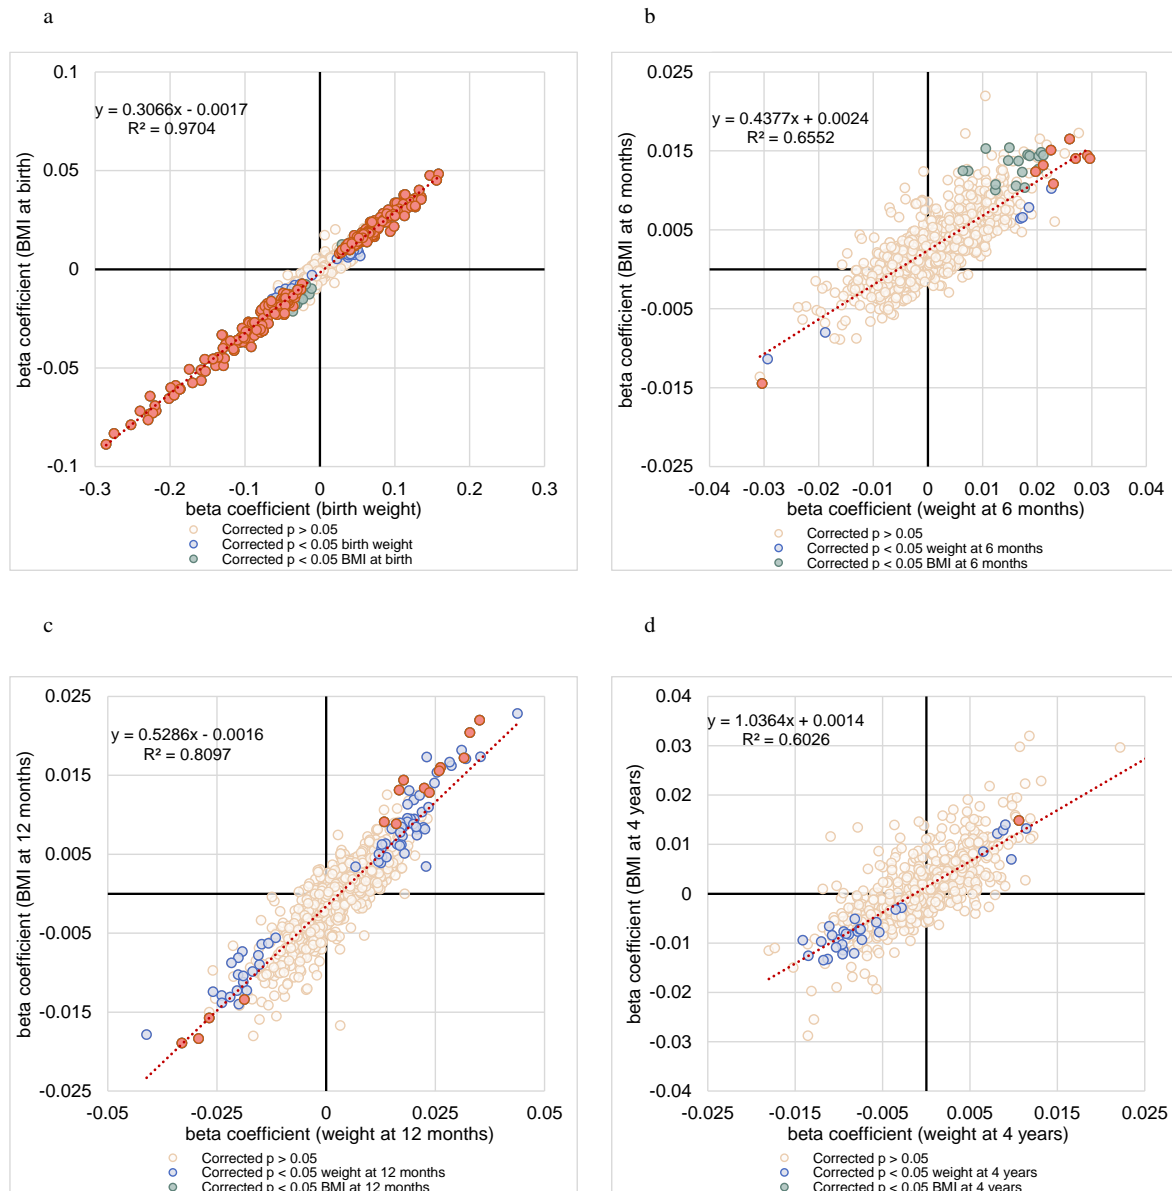 a
b
0.1
0.05
0
-0.05
-0.1
y = 0.3066x - 0.0017
R² = 0.9704
beta coefficient (BMI at birth)
-0.3
-0.2
-0.1
0
0.1
0.2
0.3
beta coefficient (birth weight)
Corrected p > 0.05
Corrected p < 0.05 birth weight
Corrected p < 0.05 BMI at birth
0.025
0.015
0.005
-0.005
-0.015
-0.025
y = 0.4377x + 0.0024
R² = 0.6552
beta coefficient (BMI at 6 months)
-0.04
-0.03
-0.02
-0.01
0
0.01
0.02
0.03
0.04
beta coefficient (weight at 6 months)
Corrected p > 0.05
Corrected p < 0.05 weight at 6 months
Corrected p < 0.05 BMI at 6 months
c
d
0.025
0.015
0.005
-0.005
-0.015
-0.025
y = 0.5286x - 0.0016
R² = 0.8097
beta coefficient (BMI at 12 months)
-0.05
-0.025
0
0.025
0.05
beta coefficient (weight at 12 months)
Corrected p > 0.05
Corrected p < 0.05 weight at 12 months
Corrected p < 0.05 BMI at 12 months
0.04
0.03
0.02
0.01
0
-0.01
-0.02
-0.03
-0.04
y = 1.0364x + 0.0014
R² = 0.6026
beta coefficient (BMI at 4 years)
-0.025
-0.015
-0.005
0.005
0.015
0.025
beta coefficient (weight at 4 years)
Corrected p > 0.05
Corrected p < 0.05 weight at 4 years
Corrected p < 0.05 BMI at 4 years